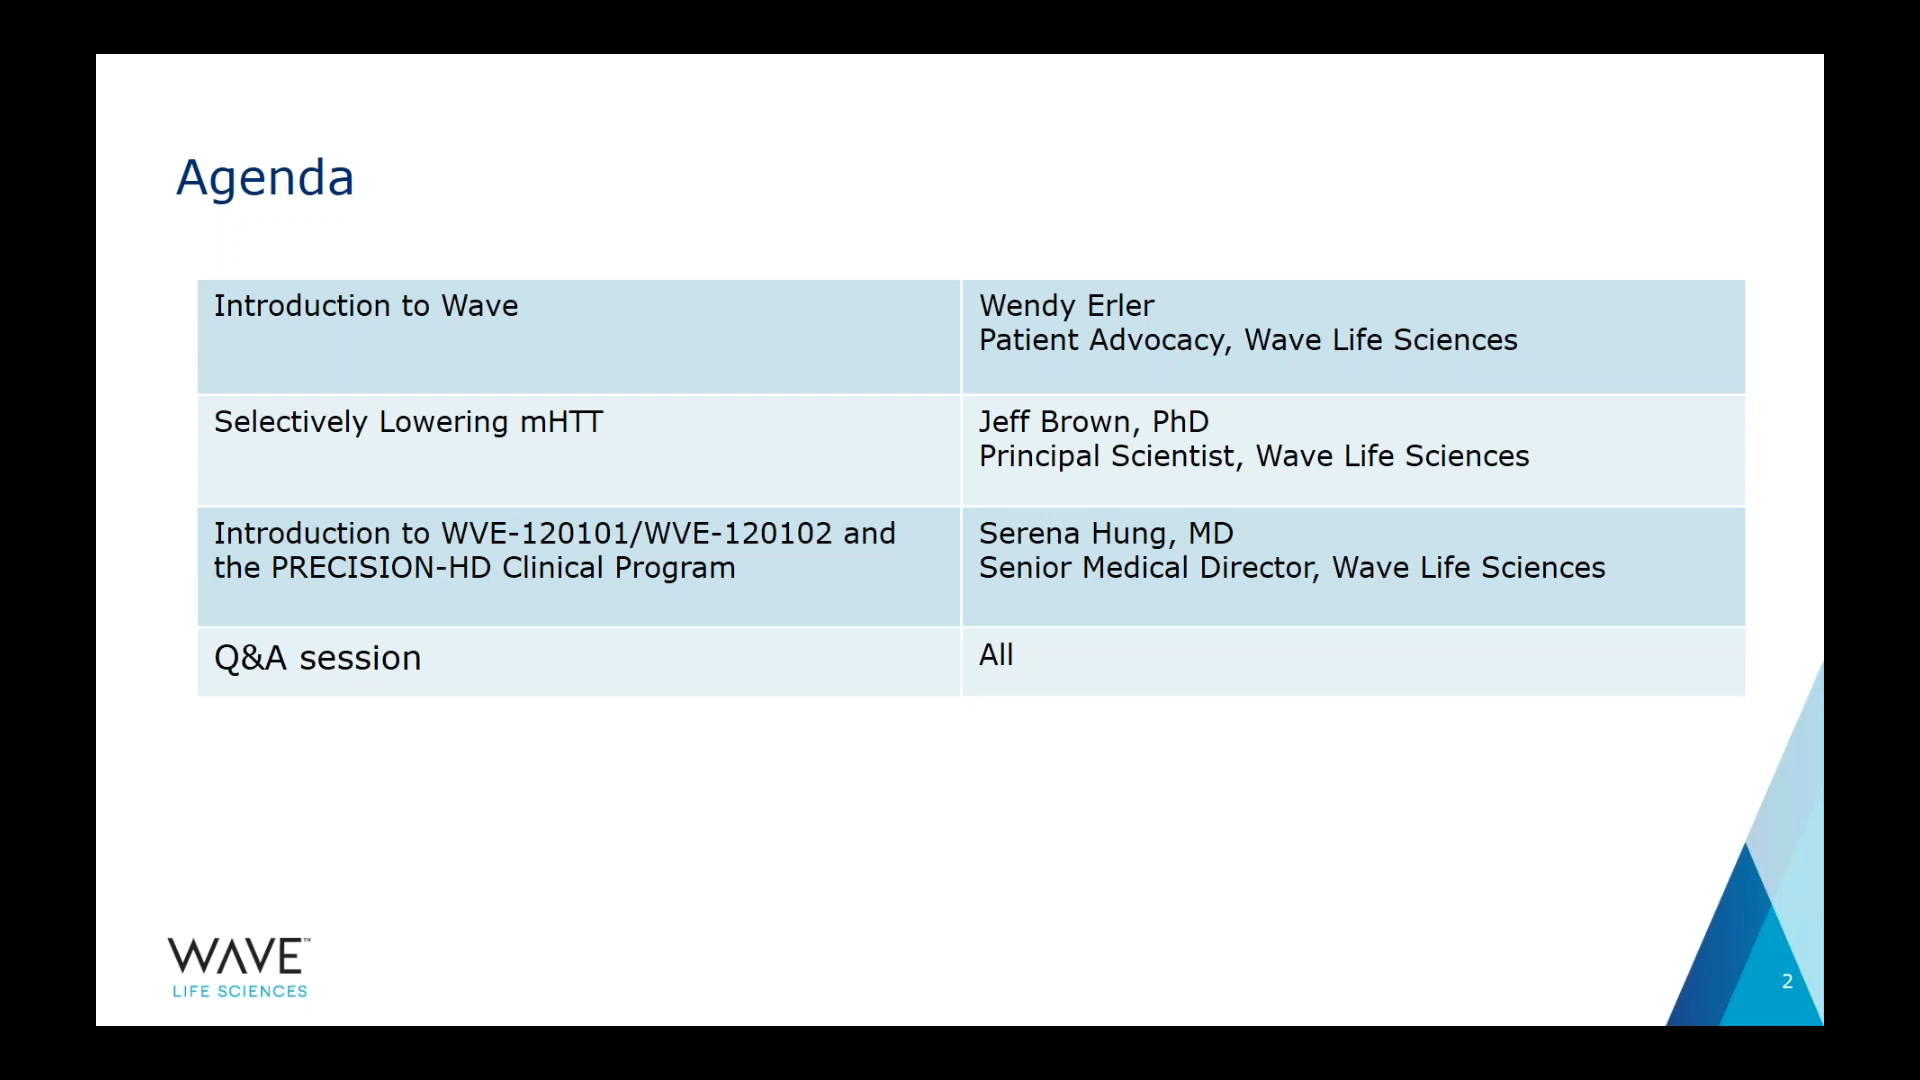 Agenda
Introduction to Wave
Wendy Erler
Patient Advocacy, Wave Life Sciences
Selectively Lowering mHTT
Jeff Brown, PhD
Principal Scientist, Wave Life Sciences
Introduction to WVE-120101/WVE-120102 and
the PRECISION-HD Clinical Program
Serena Hung, MD
Senior Medical Director, Wave Life Sciences
Q&A session
All
WAVE™
LIFE SCIENCES
2